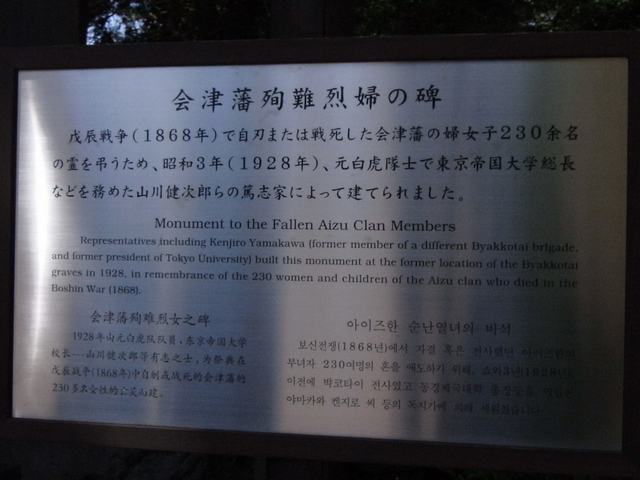 会津藩殉難烈婦の碑
戊辰戦争(1868年)で自刃または戦死した会津藩の婦女子230余名
の霊を弔うため、昭和3年(1928年)、元白虎隊士で東京帝国大学総長
などを務めた山川健次郎らの篤志家によって建てられました。
Monument to the Fallen Aizu Clan Members
Representatives including Kenjiro Yamakawa (former member of a different Byakkotai brigade,
and former president of Tokyo University) built this monument at the former location of the Byakkotai
graves in 1928, in remembrance of the 230 women and children of the Aizu clan who died in the
Boshin War (1868).
会津藩殉难烈女之碑
1928年由元白虎队队员、东京帝国大学
校长—山川健次郎等有志之士，为祭典在
戊辰战争(1868年)中自刎或战死的会津藩的
230多名女性的亡灵而建。
아이즈한 순난열녀의 비석
보신전쟁(1868년)에서 자결 혹은 전사했던 아이즈한의
부녀자 230여명의 혼을 애도하기 위해, 쇼와3년(1928년),
이전에 박코타이 전사였고 동경제국대학 총장 등을
야마카와 켄지로 씨 등의 독지가에 의해 세워졌습니다.